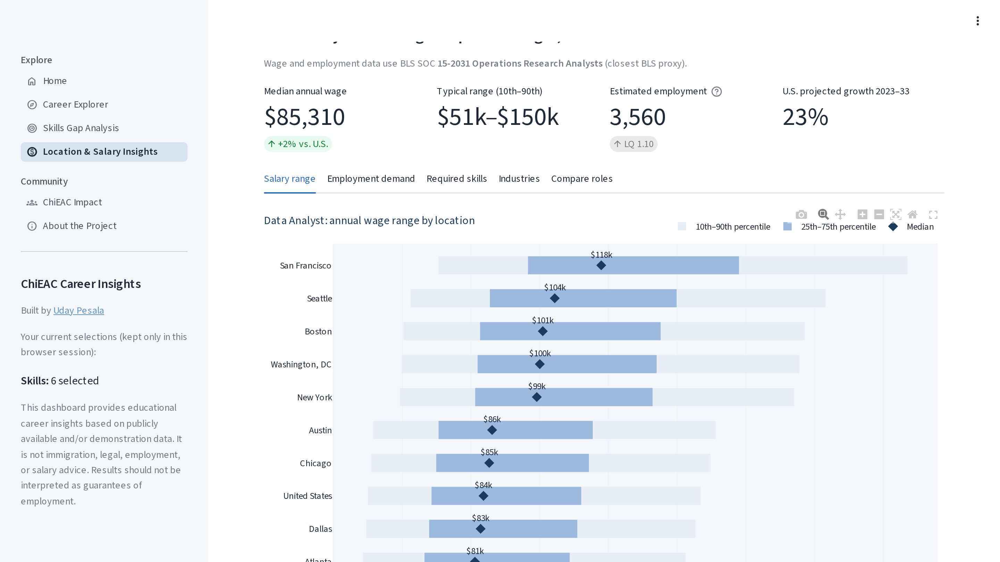 Explore
Home
Career Explorer
Skills Gap Analysis
Location & Salary Insights
Community
ChiEAC Impact
About the Project
ChiEAC Career Insights
Built by Uday Pesala
Your current selections (kept only in this
browser session):
Skills: 6 selected
This dashboard provides educational
career insights based on publicly
available and/or demonstration data. It
is not immigration, legal, employment,
or salary advice. Results should not be
interpreted as guarantees of
employment.
Wage and employment data use BLS SOC 15-2031 Operations Research Analysts (closest BLS proxy).
Median annual wage
$85,310
+2% vs. U.S.
Typical range (10th–90th)
$51k–$150k
Estimated employment
3,560
LQ 1.10
U.S. projected growth 2023–33
23%
Salary range Employment demand Required skills Industries Compare roles
Data Analyst: annual wage range by location
10th–90th percentile 25th–75th percentile Median
San Francisco $118k
Seattle $104k
Boston $101k
Washington, DC $100k
New York $99k
Austin $86k
Chicago $85k
United States $84k
Dallas $83k
Atlanta $81k